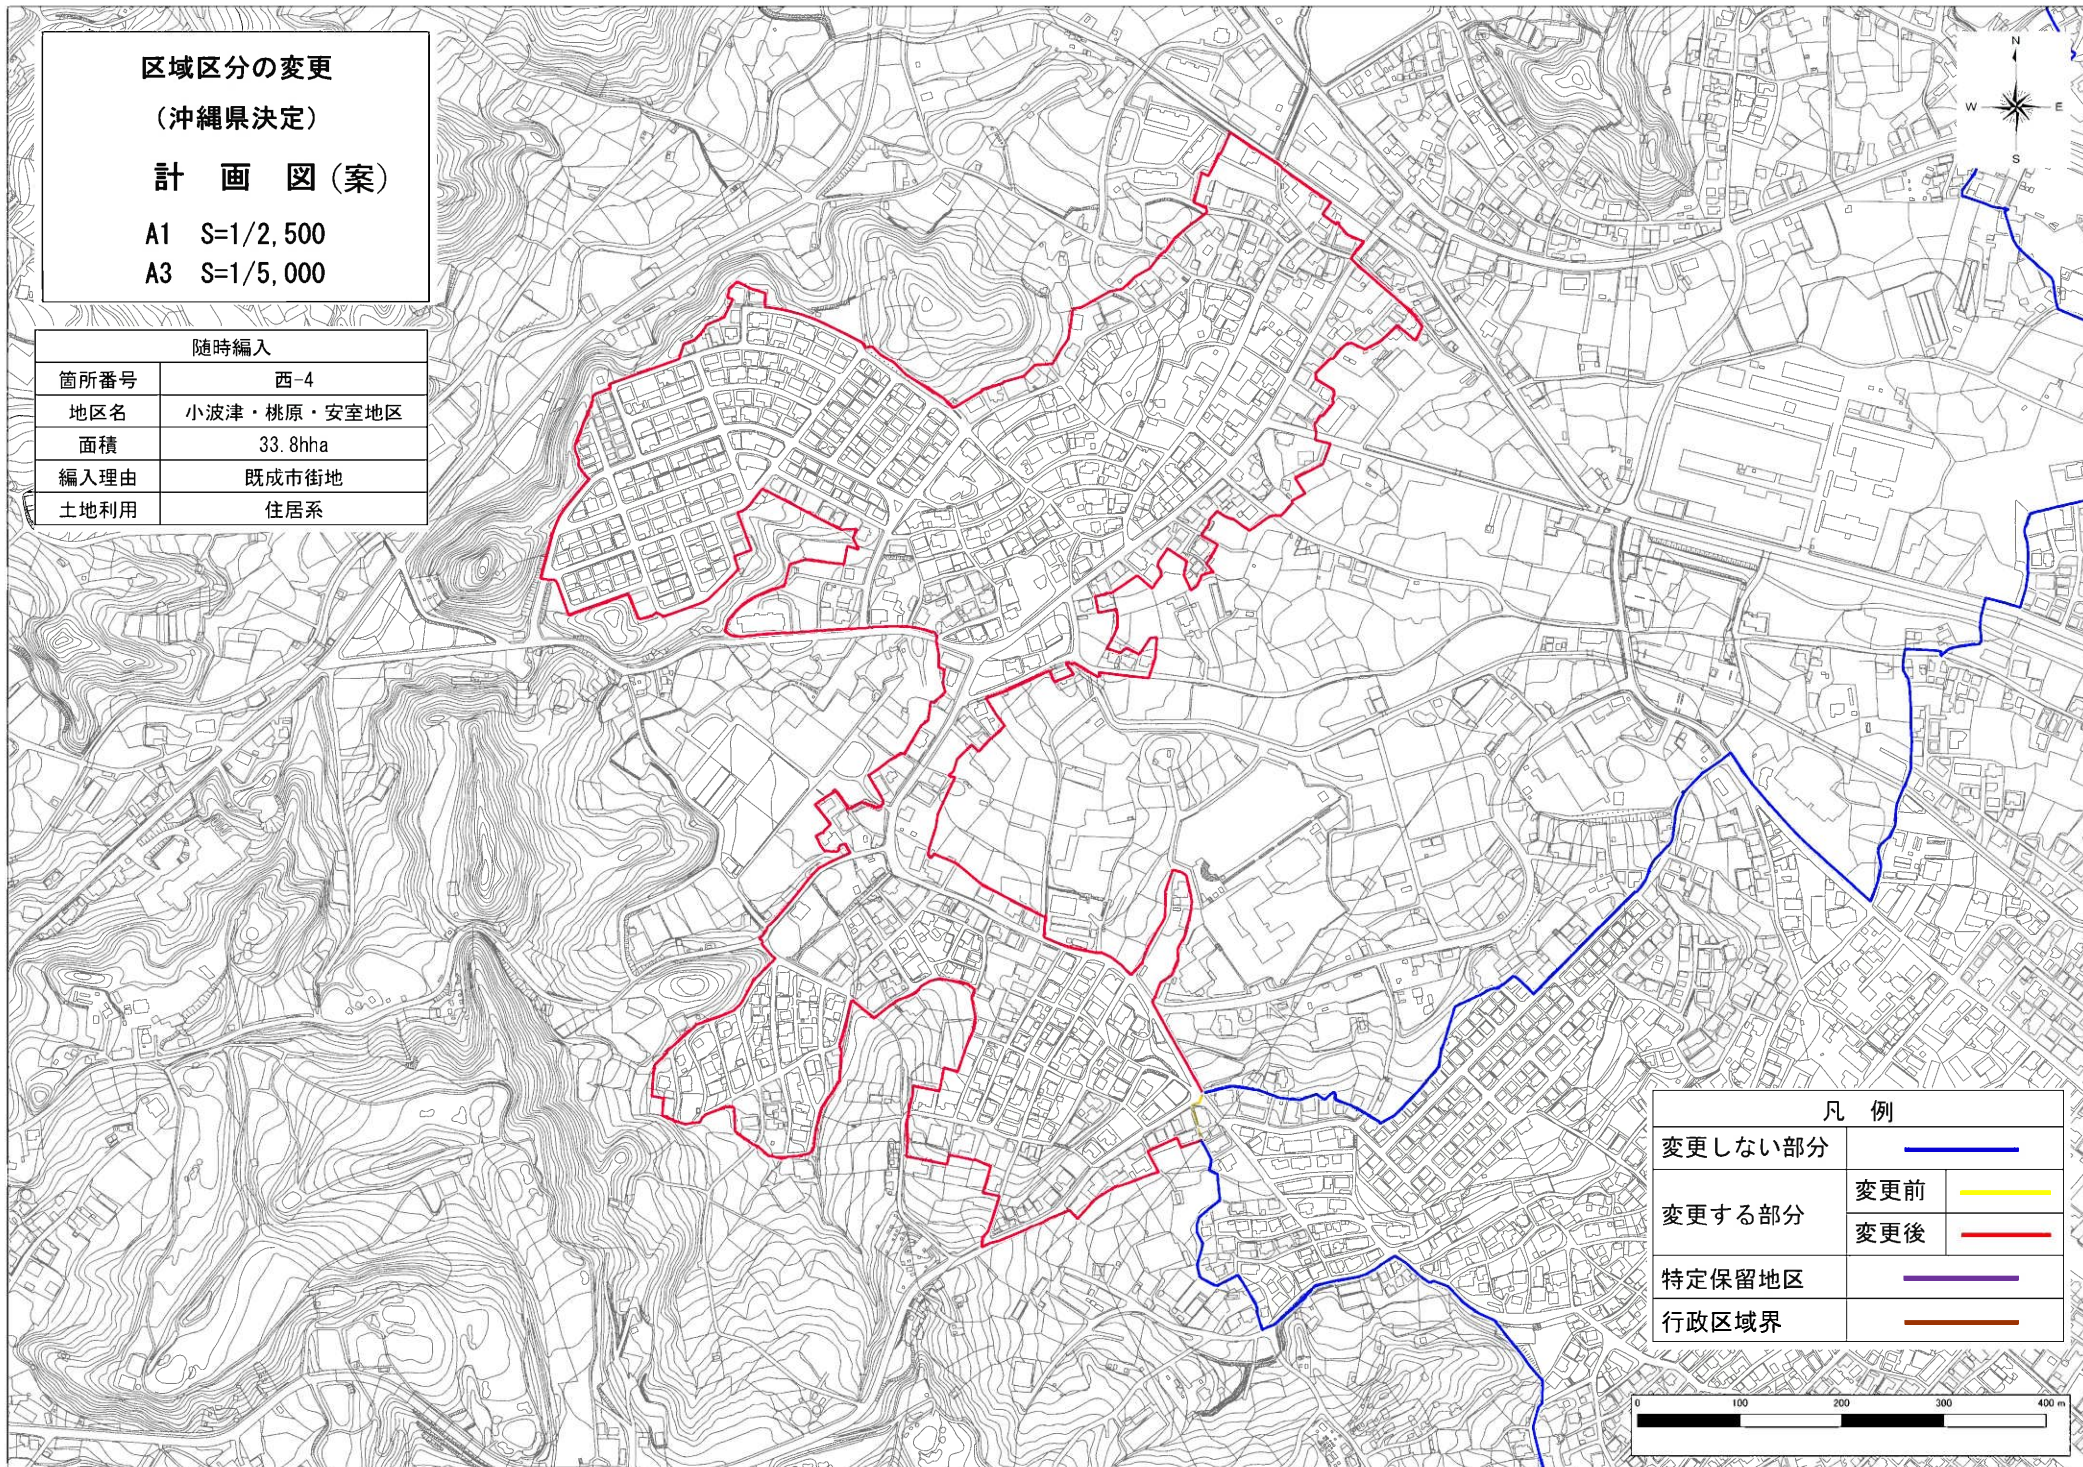 区域区分の変更
(沖縄県決定)
計 画 図 (案)
A1 S=1/2,500
A3 S=1/5,000
随時編入
箇所番号 西-4
地区名 小波津・桃原・安室地区
面積 33.8hha
編入理由 既成市街地
土地利用 住居系
N
W E
S
凡 例
変更しない部分
変更する部分 変更前
変更後
特定保留地区
行政区域界
0 100 200 300 400 m